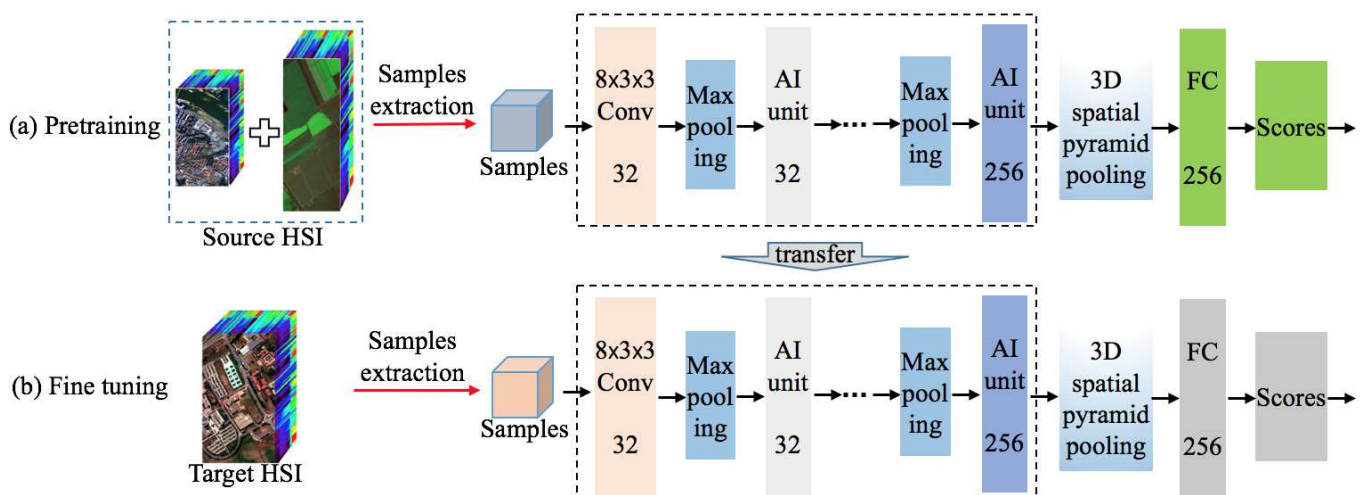 (a) Pretraining
Source HSI
Samples
extraction
Samples
8x3x3
Conv
32
Max
pool
ing
AI
unit
32
...
Max
pool
ing
AI
unit
256
3D
spatial
pyramid
pooling
FC
256
Scores
transfer
(b) Fine tuning
Target HSI
Samples
extraction
Samples
8x3x3
Conv
32
Max
pool
ing
AI
unit
32
...
Max
pool
ing
AI
unit
256
3D
spatial
pyramid
pooling
FC
256
Scores